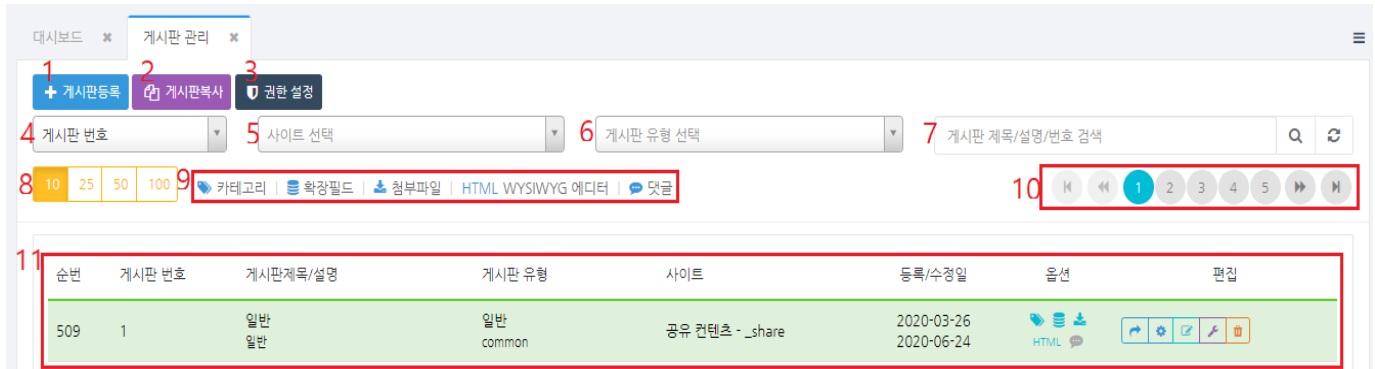 대시보드 ✖ 게시판 관리 ✖
1 2 3
게시판등록 게시판복사 권한 설정
4 게시판 번호 5 사이트 선택 6 게시판 유형 선택 7 게시판 제목/설명/번호 검색
8 10 25 50 100 9 카테고리 | 확장필드 | 첨부파일 | HTML WYSIWYG 에디터 | 댓글 10 1 2 3 4 5
11
순번 게시판 번호 게시판제목/설명 게시판 유형 사이트 등록/수정일 옵션 편집
509 1 일반 일반 공유 컨텐츠 - _share 2020-03-26
일반 common 2020-06-24 HTML